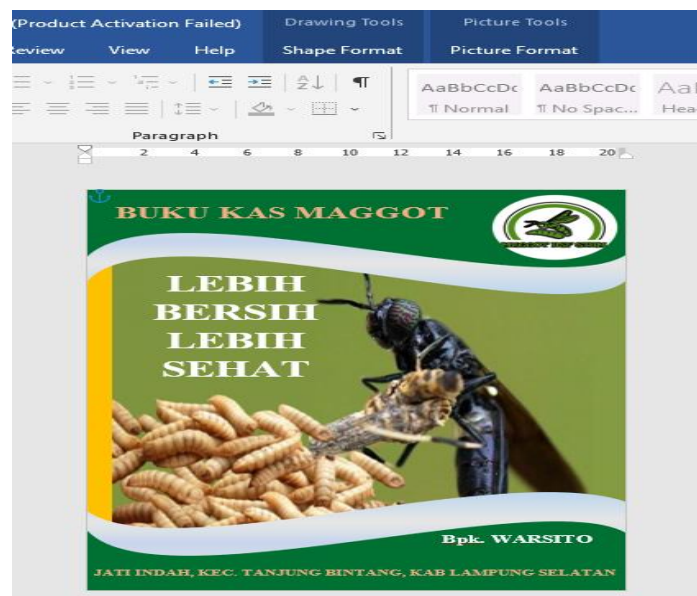 (Product Activation Failed) Drawing Tools Picture Tools
Review View Help Shape Format Picture Format
AaBbCcDc AaBbCcDc AaB
¶ Normal ¶ No Spac... Head
Paragraph
2 4 6 8 10 12 14 16 18 20
BUKU KAS MAGGOT
LEBIH
BERSIH
LEBIH
SEHAT
Bpk. WARSITO
JATI INDAH, KEC. TANJUNG BINTANG, KAB LAMPUNG SELATAN